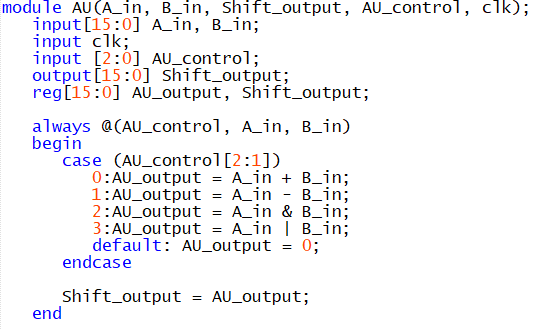 module AU(A_in, B_in, Shift_output, AU_control, clk);
input[15:0] A_in, B_in;
input clk;
input [2:0] AU_control;
output[15:0] Shift_output;
reg[15:0] AU_output, Shift_output;
always @(AU_control, A_in, B_in)
begin
case (AU_control[2:1])
0:AU_output = A_in + B_in;
1:AU_output = A_in - B_in;
2:AU_output = A_in & B_in;
3:AU_output = A_in | B_in;
default: AU_output = 0;
endcase
Shift_output = AU_output;
end